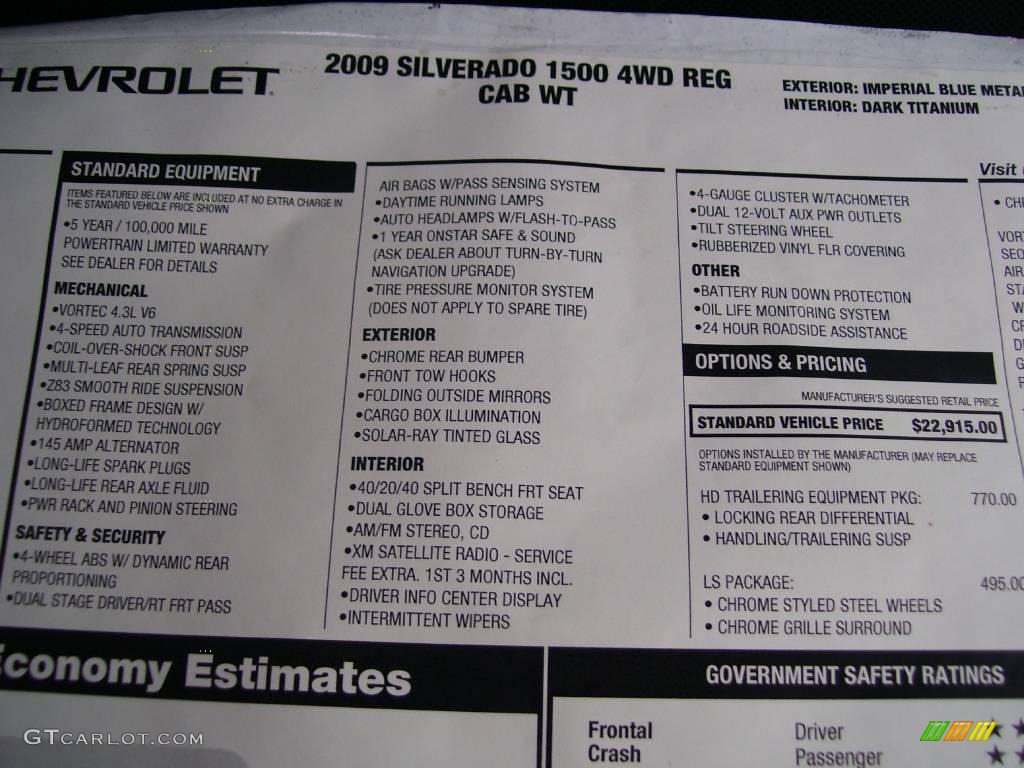 HEVROLET
2009 SILVERADO 1500 4WD REG
CAB WT
EXTERIOR: IMPERIAL BLUE META
INTERIOR: DARK TITANIUM
STANDARD EQUIPMENT
ITEMS FEATURED BELOW ARE INCLUDED AT NO EXTRA CHARGE IN
THE STANDARD VEHICLE PRICE SHOWN
•5 YEAR / 100,000 MILE
POWERTRAIN LIMITED WARRANTY
SEE DEALER FOR DETAILS
MECHANICAL
•VORTEC 4.3L V6
•4-SPEED AUTO TRANSMISSION
•COIL-OVER-SHOCK FRONT SUSP
•MULTI-LEAF REAR SPRING SUSP
•Z83 SMOOTH RIDE SUSPENSION
•BOXED FRAME DESIGN W/
HYDROFORMED TECHNOLOGY
•145 AMP ALTERNATOR
•LONG-LIFE SPARK PLUGS
•LONG-LIFE REAR AXLE FLUID
•PWR RACK AND PINION STEERING
SAFETY & SECURITY
•4-WHEEL ABS W/ DYNAMIC REAR
PROPORTIONING
•DUAL STAGE DRIVER/RT FRT PASS
AIR BAGS W/PASS SENSING SYSTEM
•DAYTIME RUNNING LAMPS
•AUTO HEADLAMPS W/FLASH-TO-PASS
•1 YEAR ONSTAR SAFE & SOUND
(ASK DEALER ABOUT TURN-BY-TURN
NAVIGATION UPGRADE)
•TIRE PRESSURE MONITOR SYSTEM
(DOES NOT APPLY TO SPARE TIRE)
EXTERIOR
•CHROME REAR BUMPER
•FRONT TOW HOOKS
•FOLDING OUTSIDE MIRRORS
•CARGO BOX ILLUMINATION
•SOLAR-RAY TINTED GLASS
INTERIOR
•40/20/40 SPLIT BENCH FRT SEAT
•DUAL GLOVE BOX STORAGE
•AM/FM STEREO, CD
•XM SATELLITE RADIO - SERVICE
FEE EXTRA. 1ST 3 MONTHS INCL.
•DRIVER INFO CENTER DISPLAY
•INTERMITTENT WIPERS
•4-GAUGE CLUSTER W/TACHOMETER
•DUAL 12-VOLT AUX PWR OUTLETS
•TILT STEERING WHEEL
•RUBBERIZED VINYL FLR COVERING
OTHER
•BATTERY RUN DOWN PROTECTION
•OIL LIFE MONITORING SYSTEM
•24 HOUR ROADSIDE ASSISTANCE
OPTIONS & PRICING
MANUFACTURER'S SUGGESTED RETAIL PRICE
STANDARD VEHICLE PRICE $22,915.00
OPTIONS INSTALLED BY THE MANUFACTURER (MAY REPLACE
STANDARD EQUIPMENT SHOWN)
HD TRAILERING EQUIPMENT PKG: 770.00
• LOCKING REAR DIFFERENTIAL
• HANDLING/TRAILERING SUSP
LS PACKAGE: 495.00
• CHROME STYLED STEEL WHEELS
• CHROME GRILLE SURROUND
Visit
• CH
VOR
SEO
AIR
STA
Economy Estimates
GOVERNMENT SAFETY RATINGS
Frontal Driver
Crash Passenger
GTCARLOT.COM